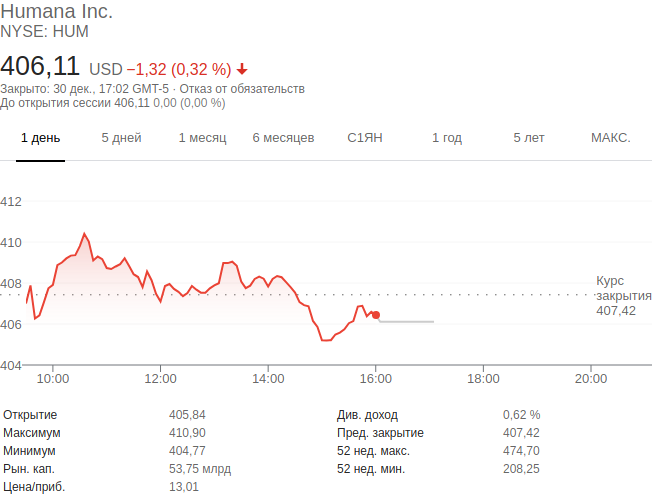 Humana Inc.
NYSE: HUM
406,11 USD −1,32 (0,32 %)
Закрыто: 30 дек., 17:02 GMT-5 · Отказ от обязательств
До открытия сессии 406,11 0,00 (0,00 %)
1 день 5 дней 1 месяц 6 месяцев С1ЯН 1 год 5 лет МАКС.
412
410
408
406
404
Курс
закрытия
407,42
10:00 12:00 14:00 16:00 18:00 20:00
Открытие 405,84 Див. доход 0,62 %
Максимум 410,90 Пред. закрытие 407,42
Минимум 404,77 52 нед. макс. 474,70
Рын. кап. 53,75 млрд 52 нед. мин. 208,25
Цена/приб. 13,01